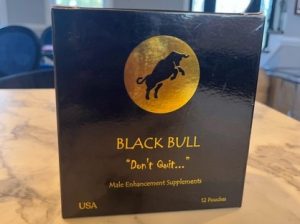 BLACK BULL
"Don't Quit..."
Male Enhancement Supplements
USA 12 Pouches